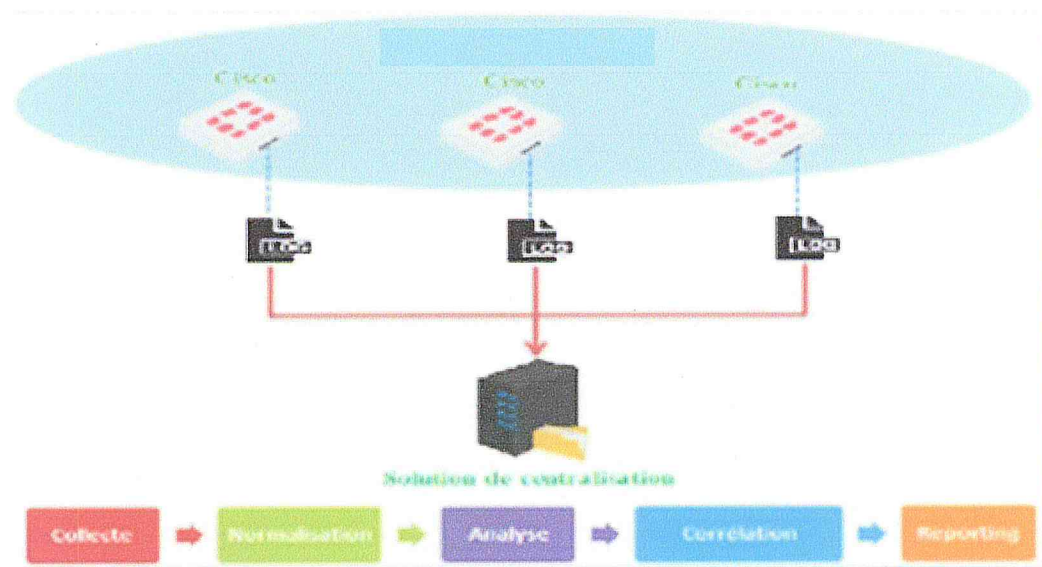 Cisco Cisco Cisco
LOG LOG LOG
Solution de centralisation
Collecte Normalisation Analyse Corrélation Reporting